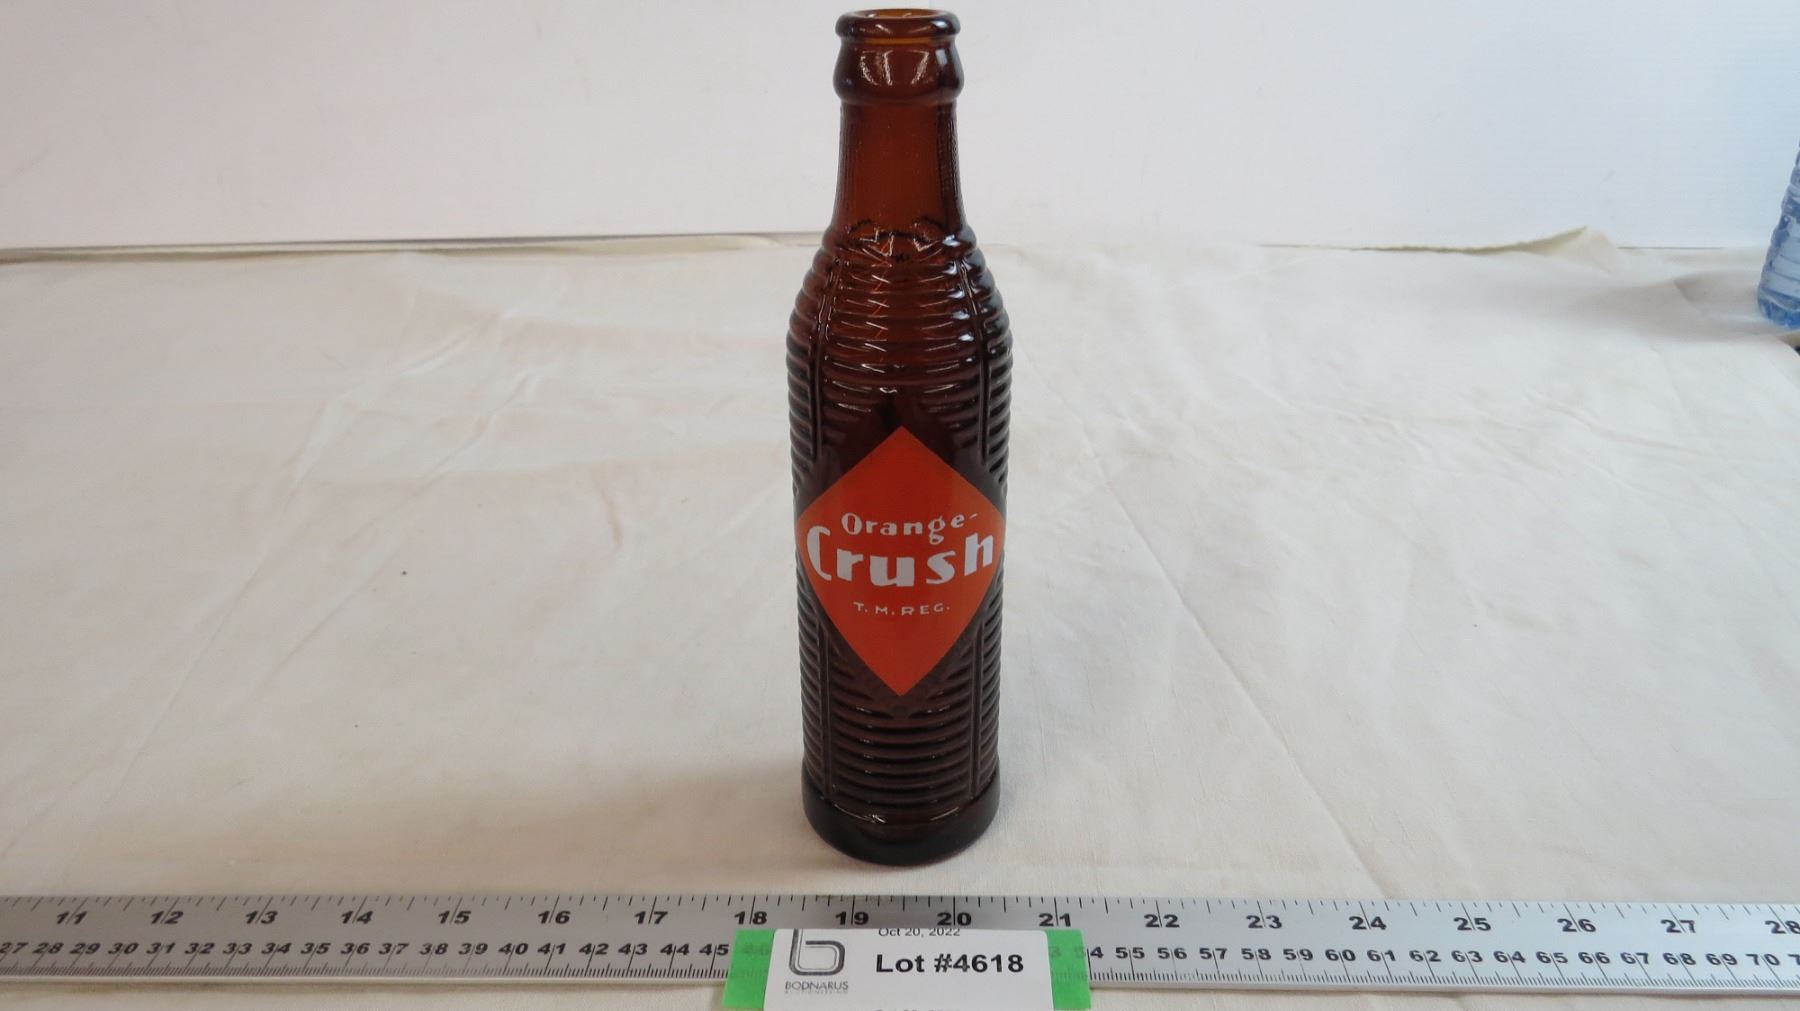 Orange-
Crush
T.M.REG.
11 12 13 14 15 16 17 18 19 20 21 22 23 24 25 26 27 28
27 28 29 30 31 32 33 34 35 36 37 38 39 40 41 42 43 44 45 54 55 56 57 58 59 60 61 62 63 64 65 66 67 68 69 70
Oct 20, 2022
Lot #4618
BODNARUS
AUCTIONEERING